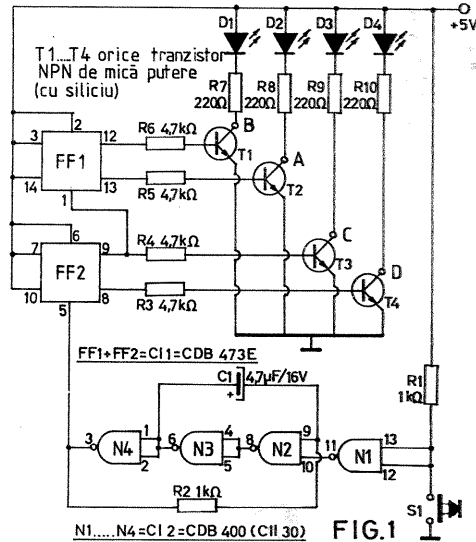 D1 D2 D3 D4
+5V
T1...T4 orice tranzistor
NPN de mică putere
(cu siliciu)
R7 R8 R9 R10
220Ω 220Ω 220Ω 220Ω
2
3 12 R6 4,7kΩ B
FF1 T1
14 13 R5 4,7kΩ A
1 T2
6
7 9 R4 4,7kΩ C
FF2 T3
10 8 R3 4,7kΩ D
5 T4
FF1+FF2=CI1=CDB 473E
C1 4,7µF/16V
+
R1
1kΩ
3 N4 1 2 6 N3 4 5 8 N2 9 10 11 N1 13 12
R2 1kΩ
S1
N1.....N4=CI 2=CDB 400 (CII 30)
FIG.1